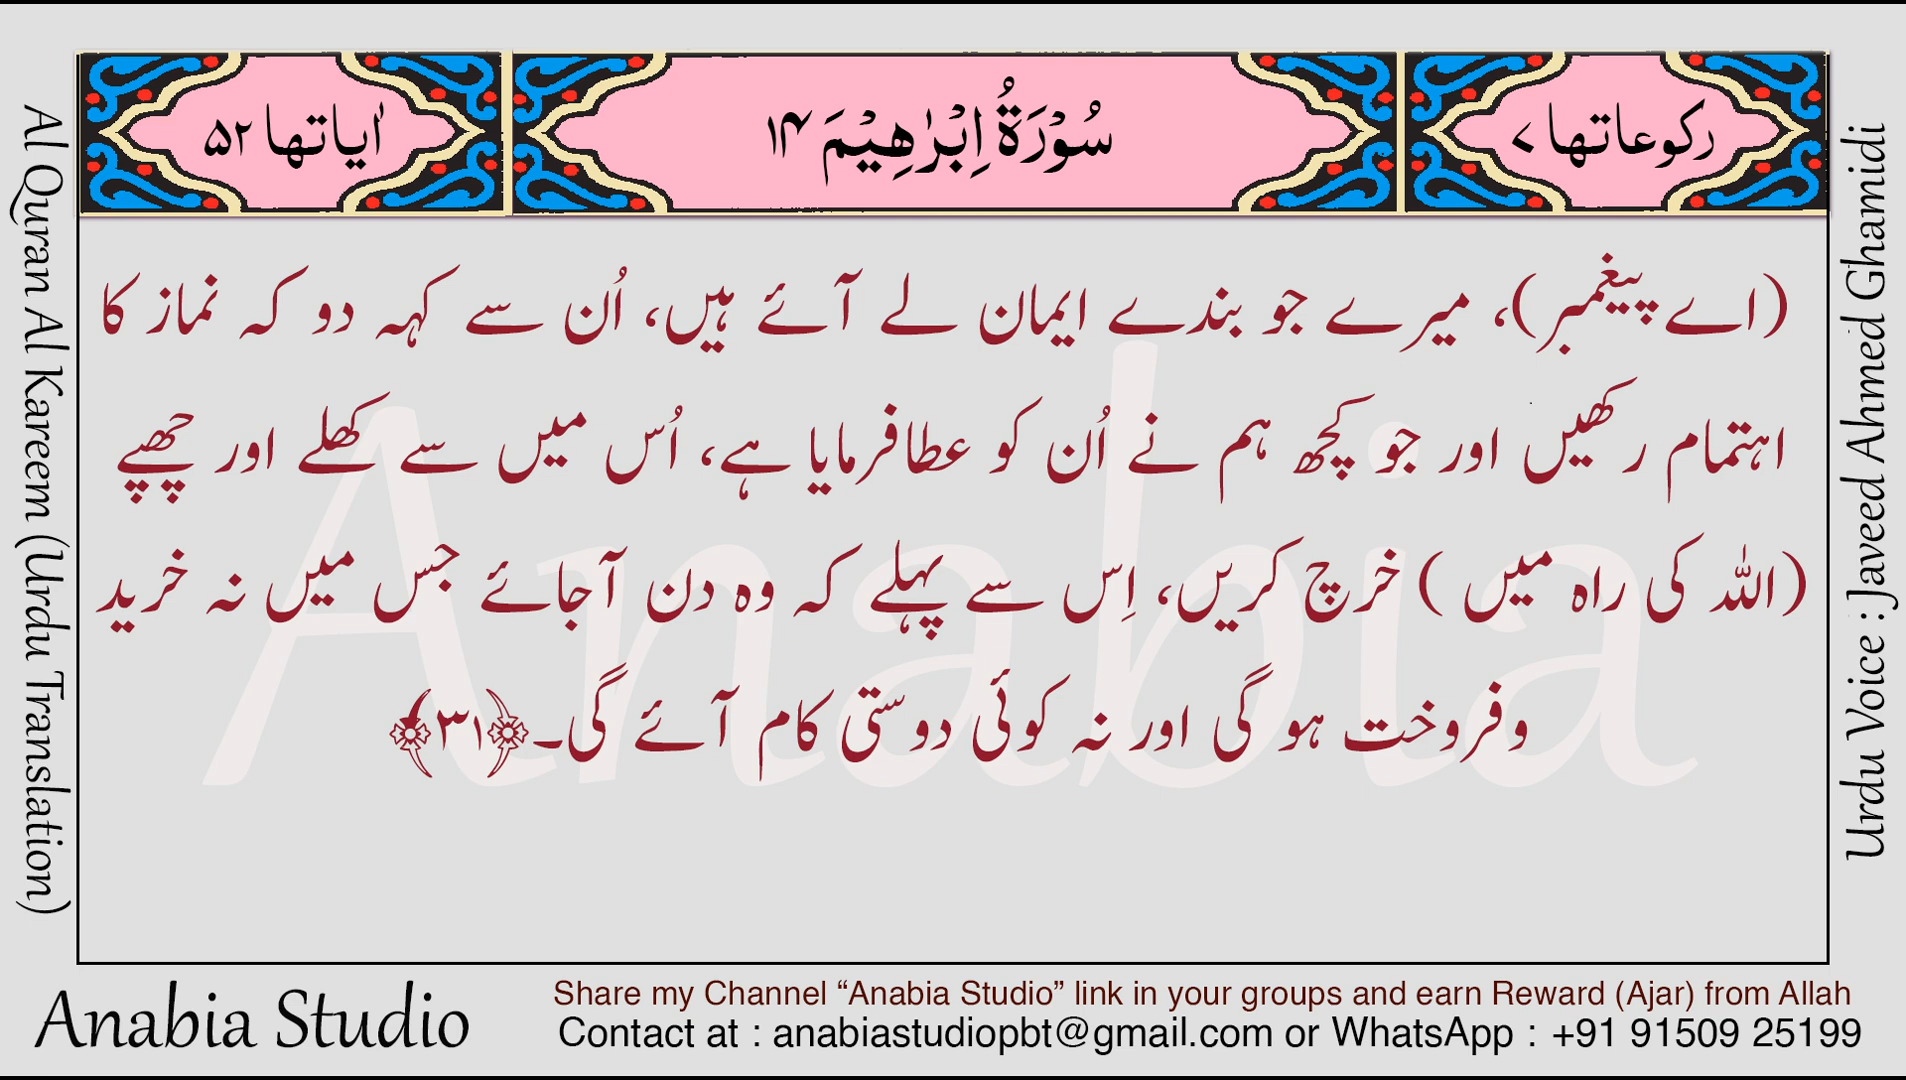 رکوعاتها ۷
سُوْرَۃُ اِبْرٰهِیْمَ ۱۴
اٰیاتها ۵۲
(اے پیغمبر)، میرے جو بندے ایمان لے آئے ہیں، اُن سے کہہ دو کہ نماز کا
اہتمام رکھیں اور جو کچھ ہم نے اُن کو عطا فرمایا ہے، اُس میں سے کھلے اور چھپے
(اللہ کی راہ میں ) خرچ کریں، اِس سے پہلے کہ وہ دن آجائے جس میں نہ خرید
و فروخت ہو گی اور نہ کوئی دوستی کام آئے گی۔﴿۳۱﴾
Anabia
Al Quran Al Kareem (Urdu Translation)
Urdu Voice : Javeed Ahmed Ghamidi
Anabia Studio
Share my Channel “Anabia Studio” link in your groups and earn Reward (Ajar) from Allah
Contact at : anabiastudiopbt@gmail.com or WhatsApp : +91 91509 25199